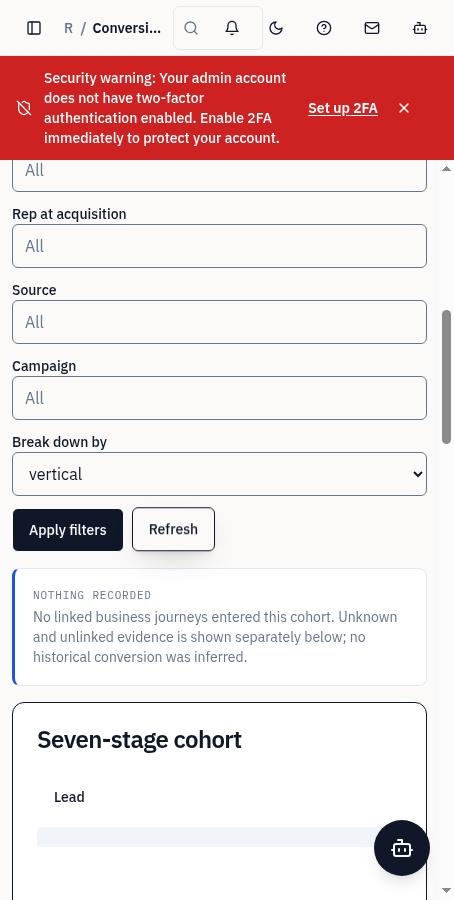 R / Conversi...
Security warning: Your admin account
does not have two-factor
authentication enabled. Enable 2FA
immediately to protect your account.
Set up 2FA
All
Rep at acquisition
All
Source
All
Campaign
All
Break down by
vertical
Apply filters
Refresh
NOTHING RECORDED
No linked business journeys entered this cohort. Unknown
and unlinked evidence is shown separately below; no
historical conversion was inferred.
Seven-stage cohort
Lead